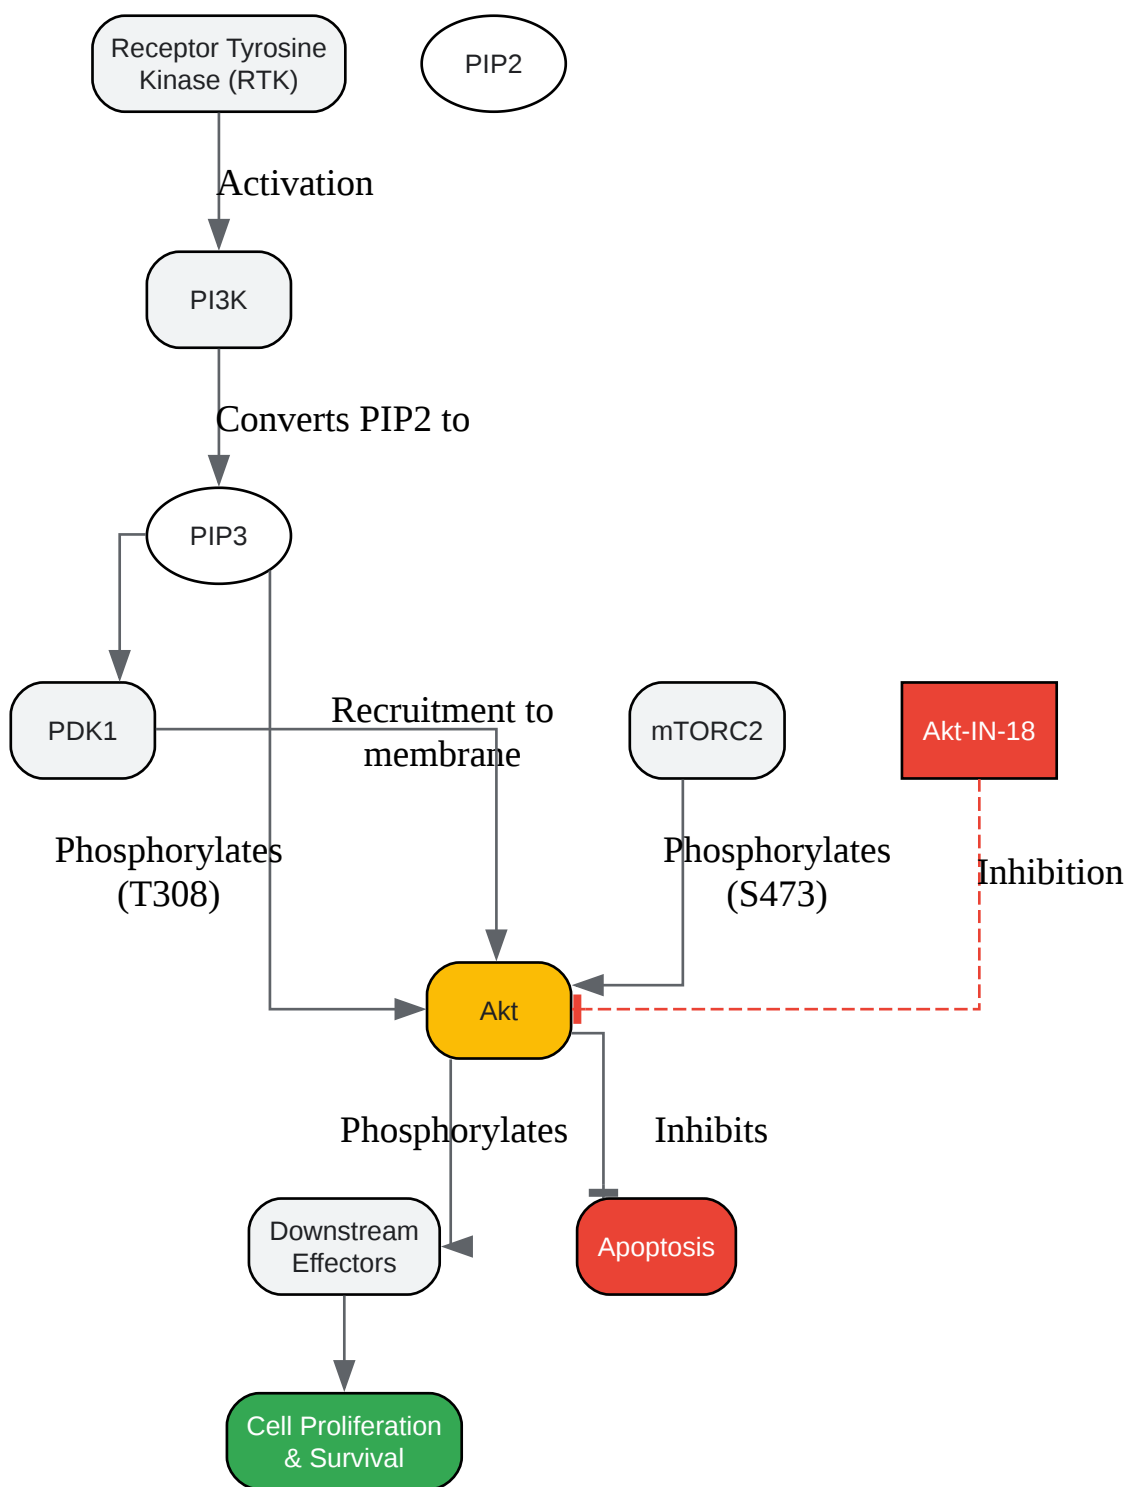 Receptor Tyrosine
Kinase (RTK)
PIP2
Activation
PI3K
Converts PIP2 to
PIP3
PDK1
Recruitment to
membrane
mTORC2
Akt-IN-18
Phosphorylates
(T308)
Phosphorylates
(S473)
Inhibition
Akt
Phosphorylates
Inhibits
Downstream
Effectors
Apoptosis
Cell Proliferation
& Survival